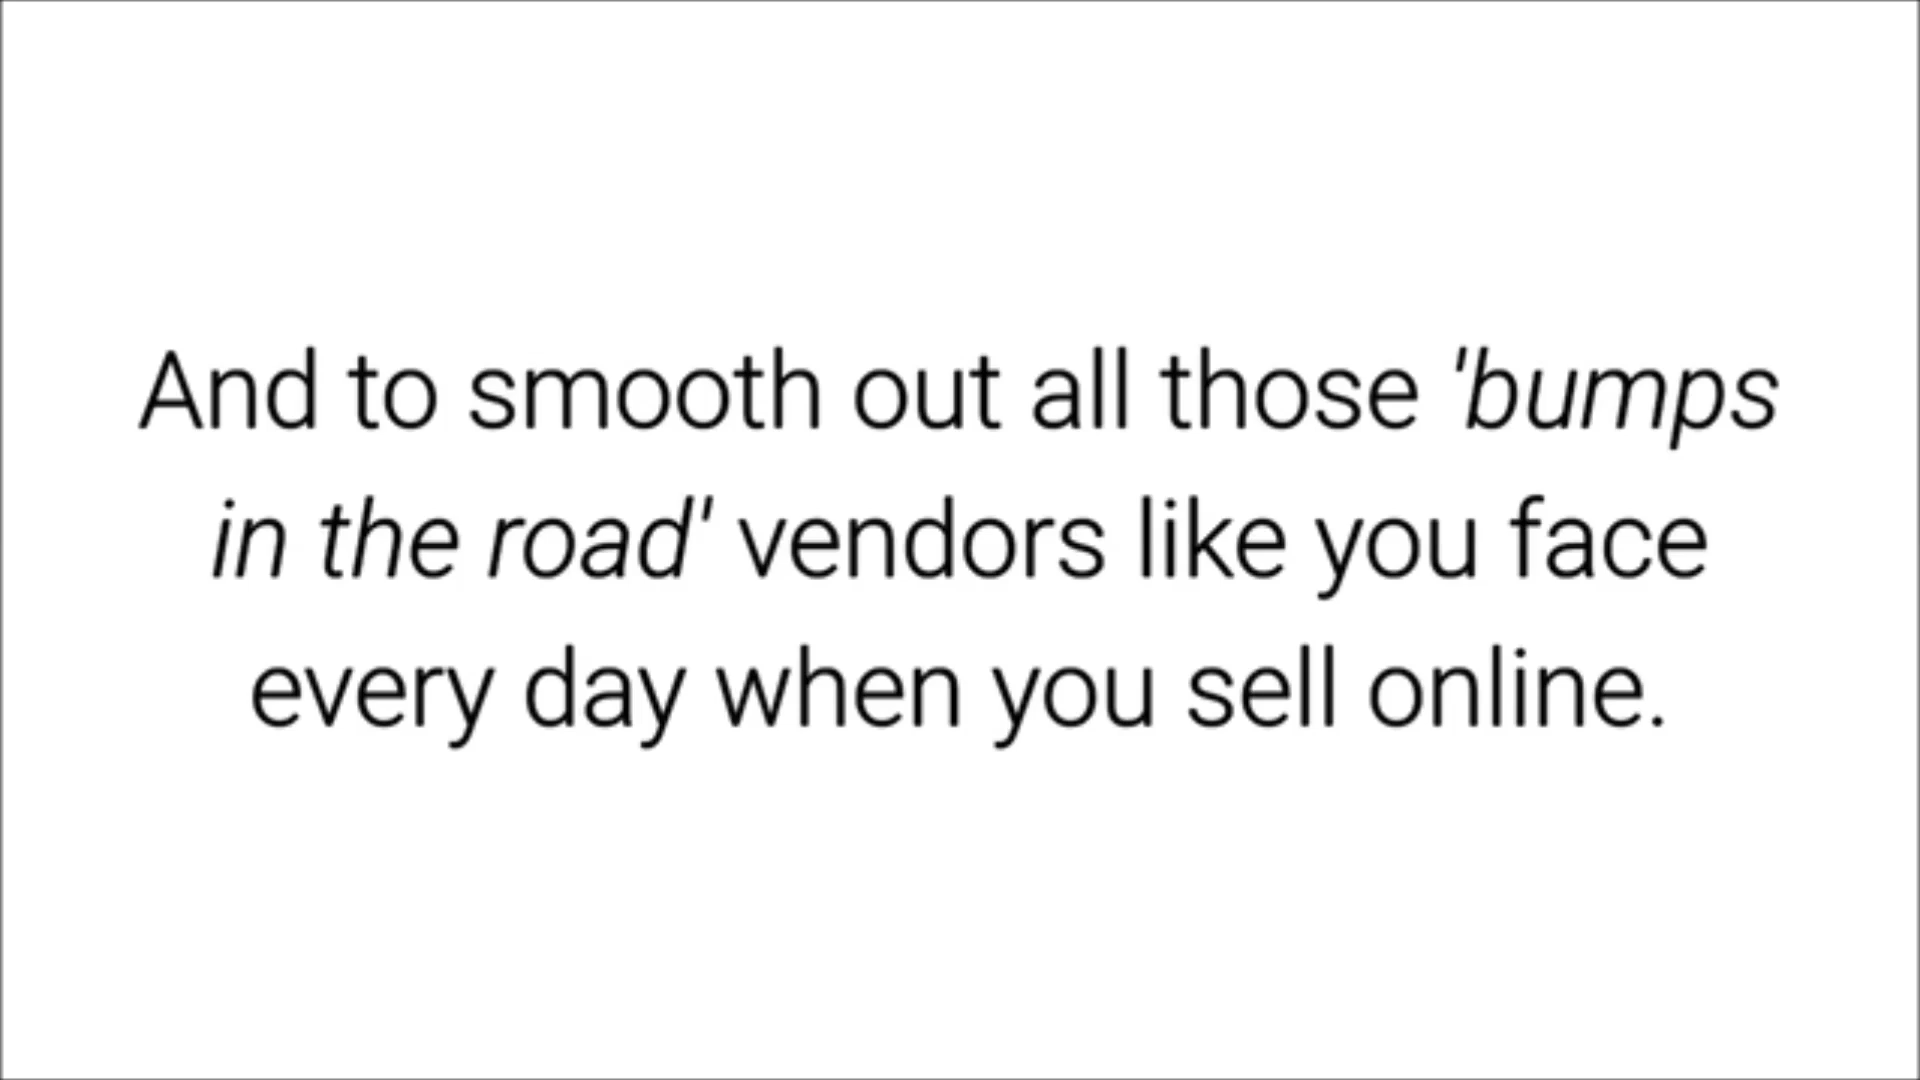 And to smooth out all those 'bumps
in the road' vendors like you face
every day when you sell online.